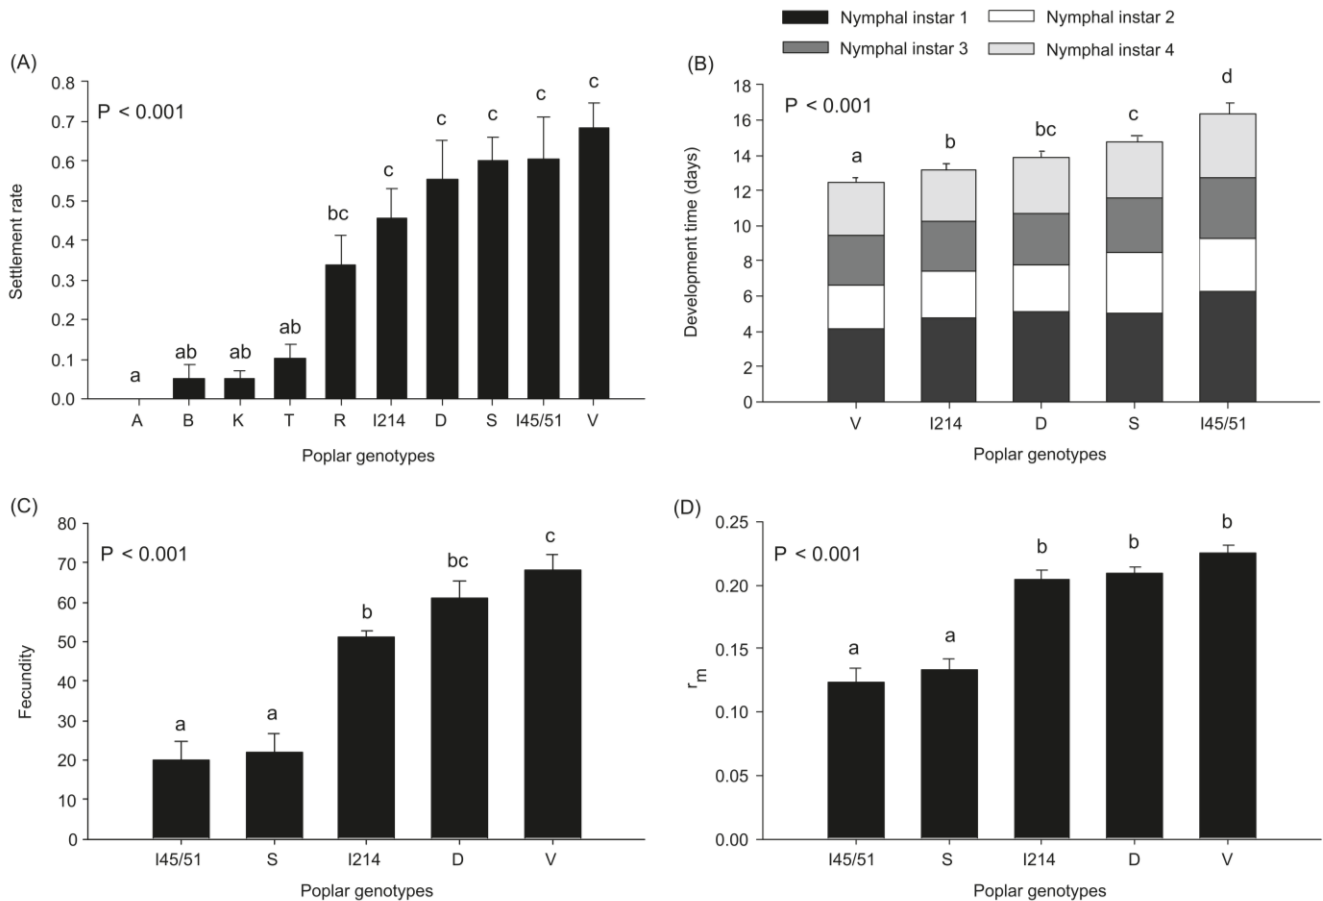 Nymphal instar 1 Nymphal instar 2
Nymphal instar 3 Nymphal instar 4
(A)
P < 0.001
Settlement rate
0.8
0.7
0.6
0.5
0.4
0.3
0.2
0.1
0.0
a ab ab ab bc c c c c c
A B K T R I214 D S I45/51 V
Poplar genotypes
(B)
P < 0.001
Development time (days)
18
16
14
12
10
8
6
4
2
0
a b bc c d
V I214 D S I45/51
Poplar genotypes
(C)
P < 0.001
Fecundity
80
70
60
50
40
30
20
10
0
a a b bc c
I45/51 S I214 D V
Poplar genotypes
(D)
P < 0.001
rm
0.25
0.20
0.15
0.10
0.05
0.00
a a b b b
I45/51 S I214 D V
Poplar genotypes